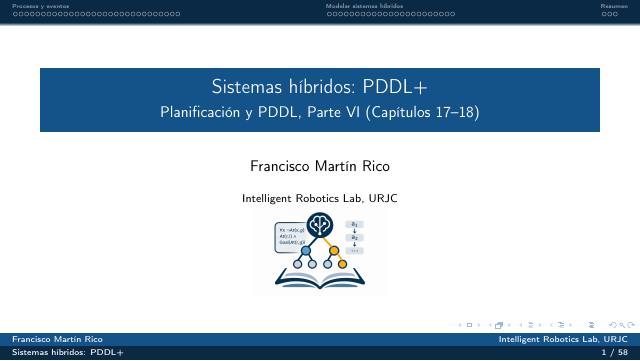 Procesos y eventos Modelar sistemas híbridos Resumen
Sistemas híbridos: PDDL+
Planificación y PDDL, Parte VI (Capítulos 17–18)
Francisco Martín Rico
Intelligent Robotics Lab, URJC
Francisco Martín Rico Intelligent Robotics Lab, URJC
Sistemas híbridos: PDDL+ 1 / 58